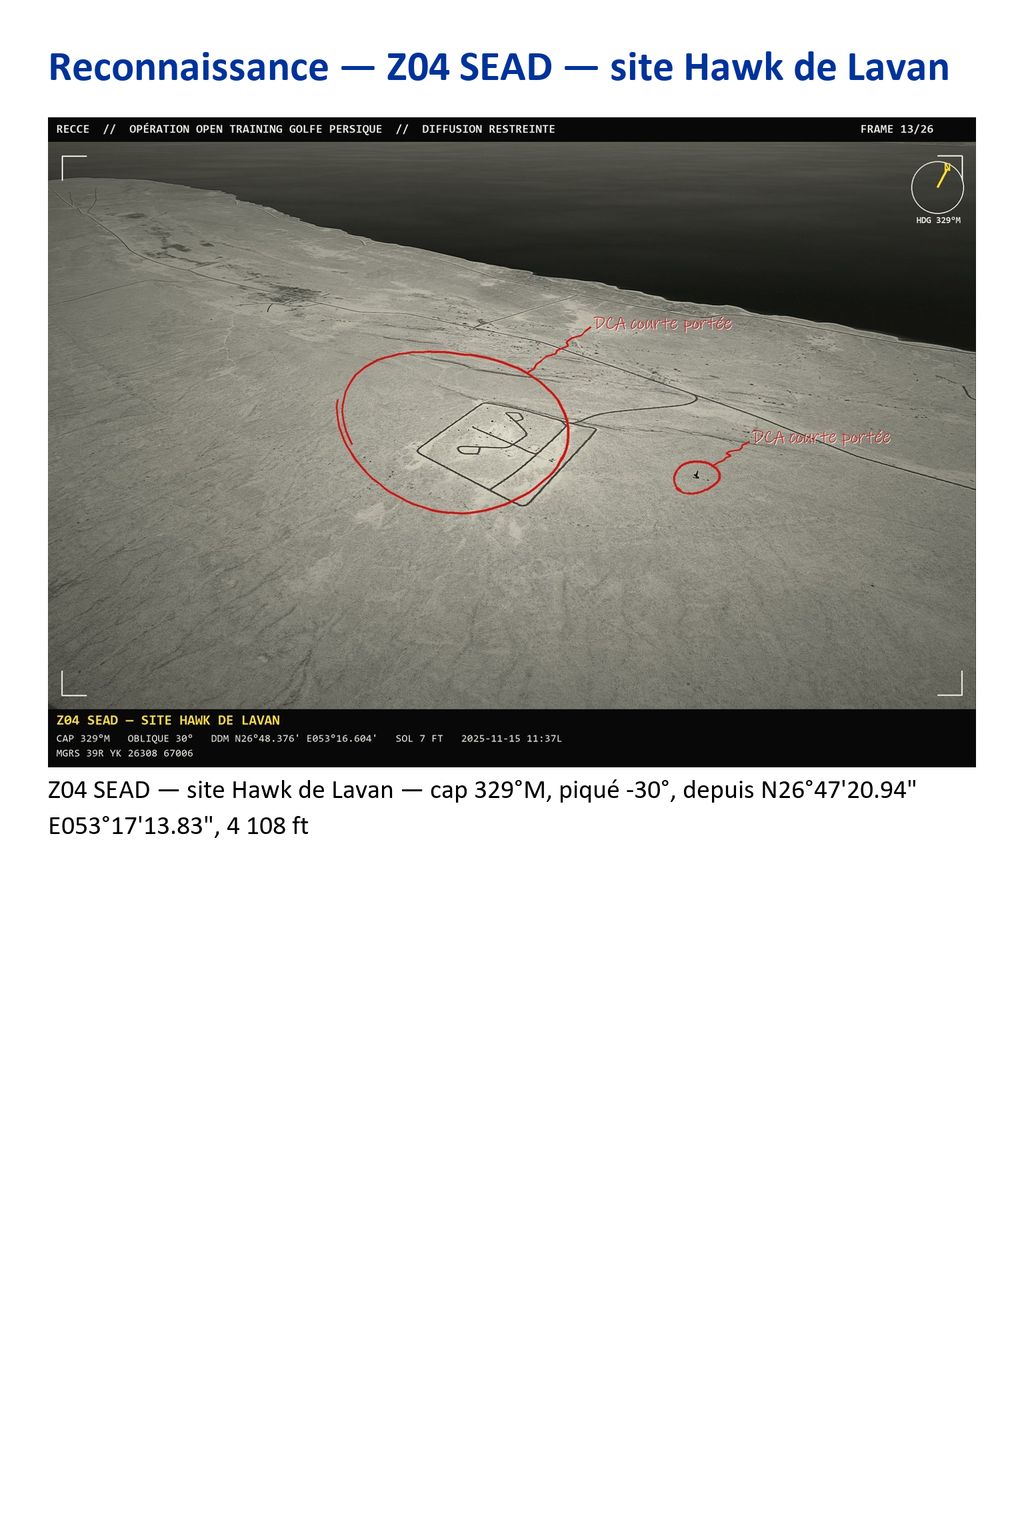 Reconnaissance — Z04 SEAD — site Hawk de Lavan
RECCE // OPÉRATION OPEN TRAINING GOLFE PERSIQUE // DIFFUSION RESTREINTE
FRAME 13/26
N
HDG 329°M
DCA courte portée
DCA courte portée
Z04 SEAD — SITE HAWK DE LAVAN
CAP 329°M OBLIQUE 30° DDM N26°48.376' E053°16.604' SOL 7 FT 2025-11-15 11:37L
MGRS 39R YK 26308 67006
Z04 SEAD — site Hawk de Lavan — cap 329°M, piqué -30°, depuis N26°47'20.94"
E053°17'13.83", 4 108 ft